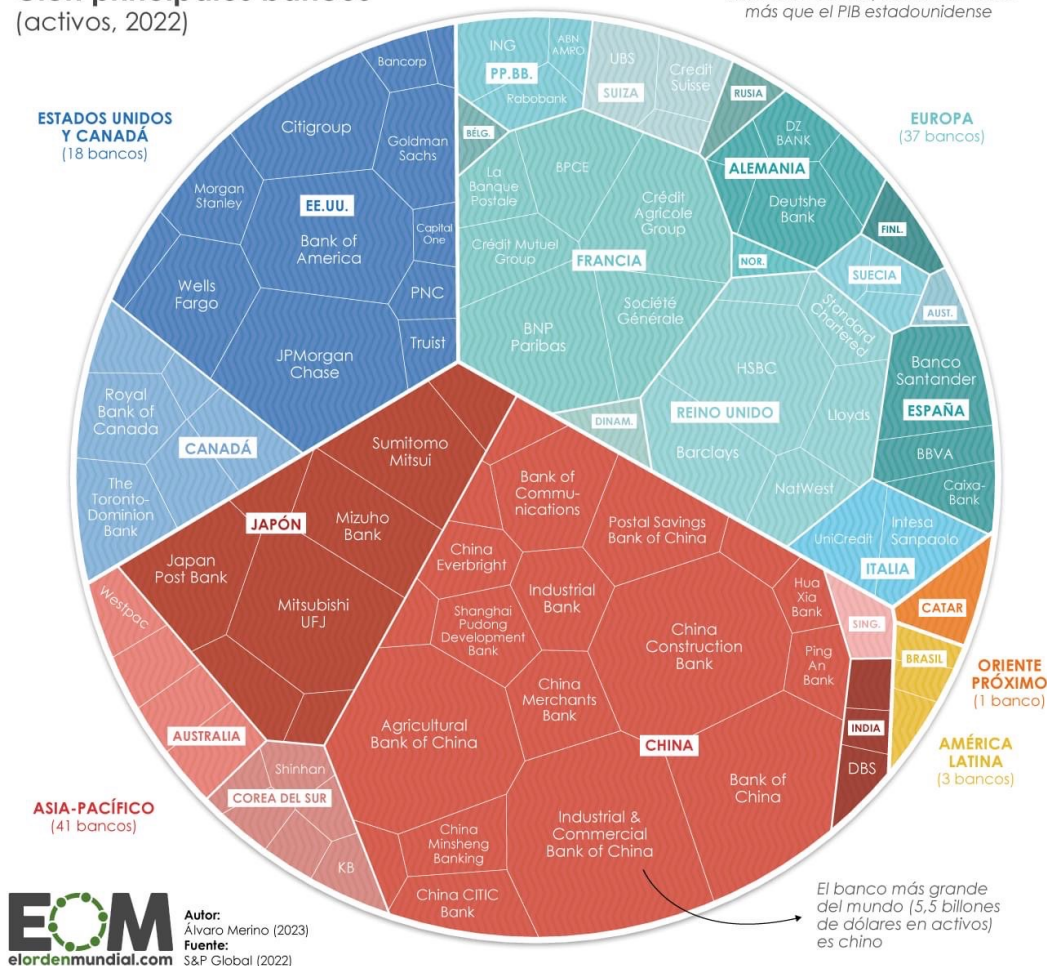 (activos, 2022)
más que el PIB estadounidense
ESTADOS UNIDOS
Y CANADÁ
(18 bancos)
EUROPA
(37 bancos)
Bancorp
Citigroup
Goldman
Sachs
Morgan
Stanley
EE.UU.
Bank of
America
Capital
One
Wells
Fargo
PNC
JPMorgan
Chase
Truist
Royal
Bank of
Canada
CANADÁ
The
Toronto-
Dominion
Bank
ING
ABN
AMRO
PP.BB.
Rabobank
UBS
SUIZA
Credit
Suisse
RUSIA
BÉLG.
DZ
BANK
ALEMANIA
Deutshe
Bank
La
Banque
Postale
BPCE
Crédit
Agricole
Group
Crédit Mutuel
Group
FRANCIA
BNP
Paribas
Société
Générale
NOR.
FINL.
SUECIA
AUST.
Standard
Chartered
HSBC
REINO UNIDO
Lloyds
Barclays
NatWest
DINAM.
Banco
Santander
ESPAÑA
BBVA
Caixa-
Bank
UniCredit
Intesa
Sanpaolo
ITALIA
CATAR
BRASIL
ORIENTE
PRÓXIMO
(1 banco)
AMÉRICA
LATINA
(3 bancos)
Sumitomo
Mitsui
JAPÓN
Mizuho
Bank
Japan
Post Bank
Mitsubishi
UFJ
Westpac
AUSTRALIA
Shinhan
COREA DEL SUR
KB
ASIA-PACÍFICO
(41 bancos)
Bank of
Commu-
nications
Postal Savings
Bank of China
China
Everbright
Industrial
Bank
Shanghai
Pudong
Development
Bank
China
Construction
Bank
Hua
Xia
Bank
SING.
Ping
An
Bank
China
Merchants
Bank
Agricultural
Bank of China
CHINA
INDIA
DBS
Bank of
China
Industrial &
Commercial
Bank of China
China
Minsheng
Banking
China CITIC
Bank
El banco más grande
del mundo (5,5 billones
de dólares en activos)
es chino
EOM
elordenmundial.com
Autor:
Álvaro Merino (2023)
Fuente:
S&P Global (2022)